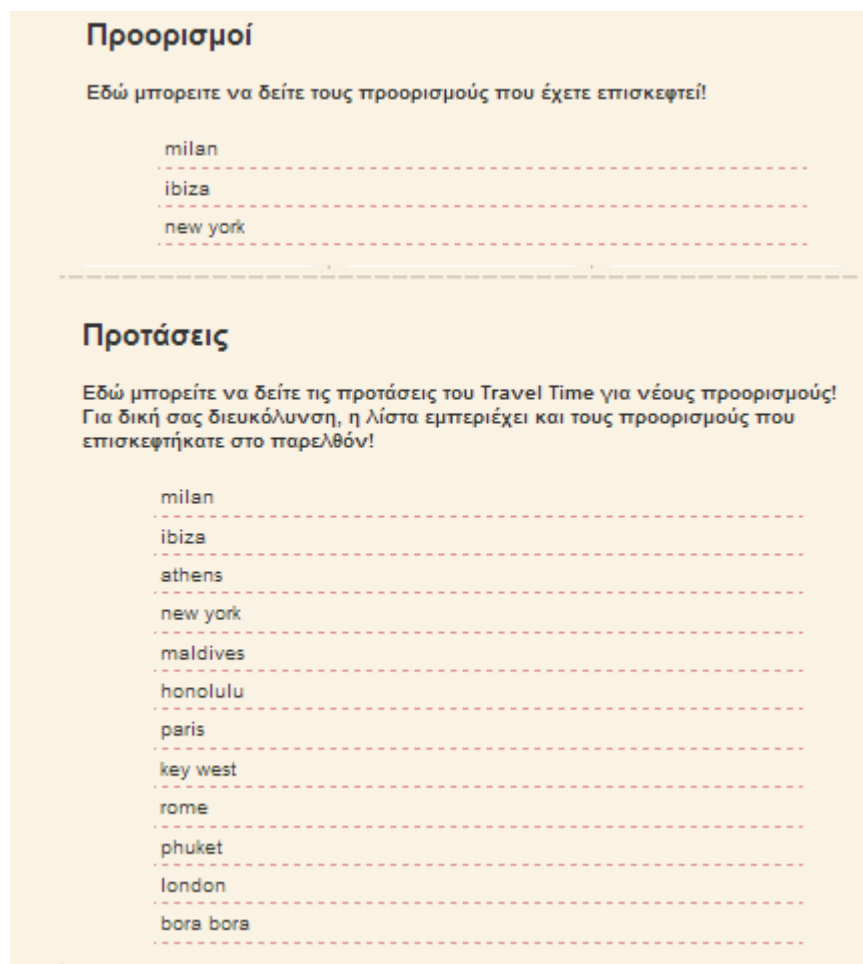 Προορισμοί
Εδώ μπορειτε να δείτε τους προορισμούς που έχετε επισκεφτεί!
milan
ibiza
new york
Προτάσεις
Εδώ μπορείτε να δείτε τις προτάσεις του Travel Time για νέους προορισμούς!
Για δική σας διευκόλυνση, η λίστα εμπεριέχει και τους προορισμούς που
επισκεφτήκατε στο παρελθόν!
milan
ibiza
athens
new york
maldives
honolulu
paris
key west
rome
phuket
london
bora bora